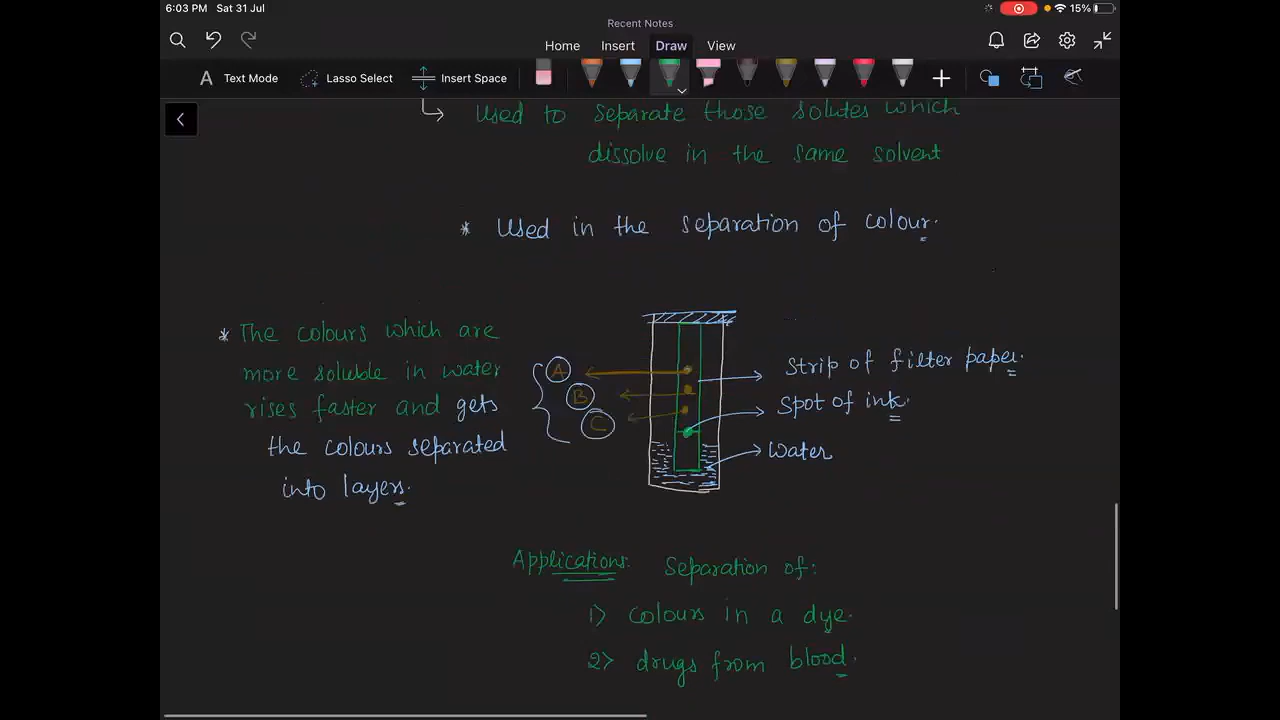 6:03 PM Sat 31 Jul
15%
Recent Notes
Home Insert Draw View
Text Mode Lasso Select Insert Space
Used to separate those solutes which
dissolve in the same solvent
* Used in the separation of colour.
* The colours which are
more soluble in water
rises faster and gets
the colours separated
into layers.
A
B
C
Strip of filter paper.
Spot of ink.
Water
Applications: Separation of:
1> colours in a dye.
2> drugs from blood.